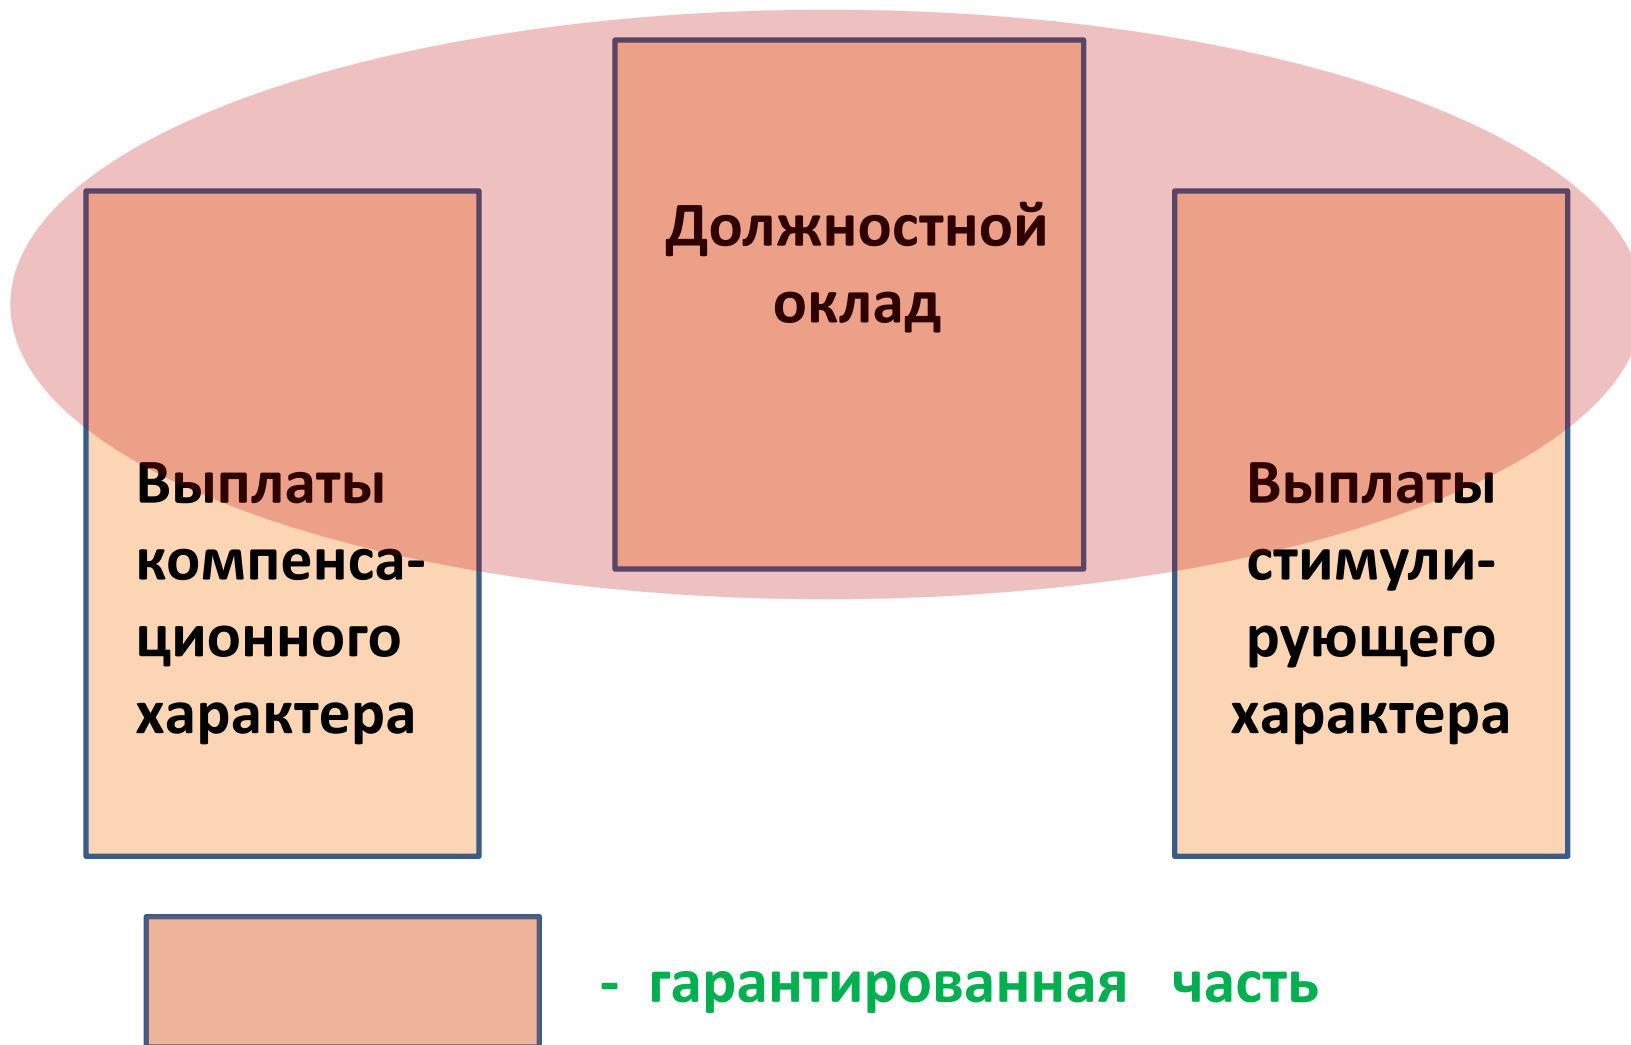 Должностной
оклад
Выплаты
компенса-
ционного
характера
Выплаты
стимули-
рующего
характера
- гарантированная часть